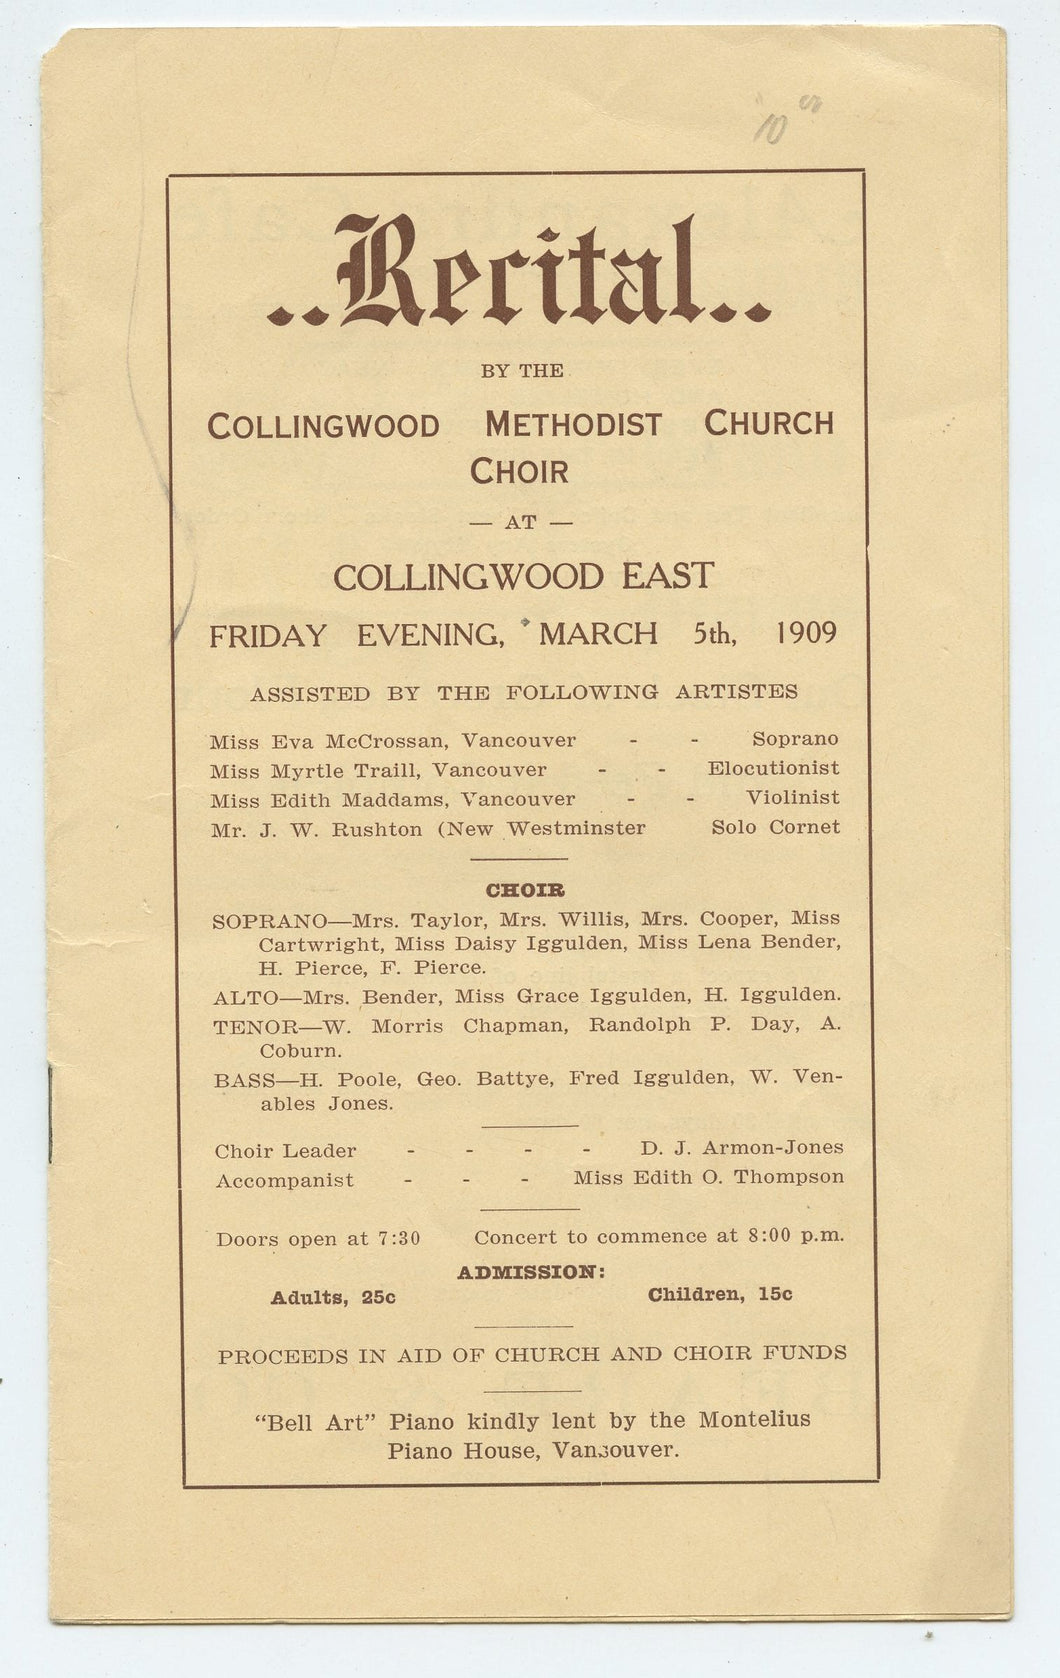 ..Recital..
BY THE
COLLINGWOOD METHODIST CHURCH
CHOIR
— AT —
COLLINGWOOD EAST
FRIDAY EVENING, MARCH 5th, 1909
ASSISTED BY THE FOLLOWING ARTISTES
Miss Eva McCrossan, Vancouver - - Soprano
Miss Myrtle Traill, Vancouver - - Elocutionist
Miss Edith Maddams, Vancouver - - Violinist
Mr. J. W. Rushton (New Westminster Solo Cornet
CHOIR
SOPRANO—Mrs. Taylor, Mrs. Willis, Mrs. Cooper, Miss
Cartwright, Miss Daisy Iggulden, Miss Lena Bender,
H. Pierce, F. Pierce.
ALTO—Mrs. Bender, Miss Grace Iggulden, H. Iggulden.
TENOR—W. Morris Chapman, Randolph P. Day, A.
Coburn.
BASS—H. Poole, Geo. Battye, Fred Iggulden, W. Ven-
ables Jones.
Choir Leader - - - - D. J. Armon-Jones
Accompanist - - - Miss Edith O. Thompson
Doors open at 7:30 Concert to commence at 8:00 p.m.
ADMISSION:
Adults, 25c Children, 15c
PROCEEDS IN AID OF CHURCH AND CHOIR FUNDS
“Bell Art” Piano kindly lent by the Montelius
Piano House, Vancouver.